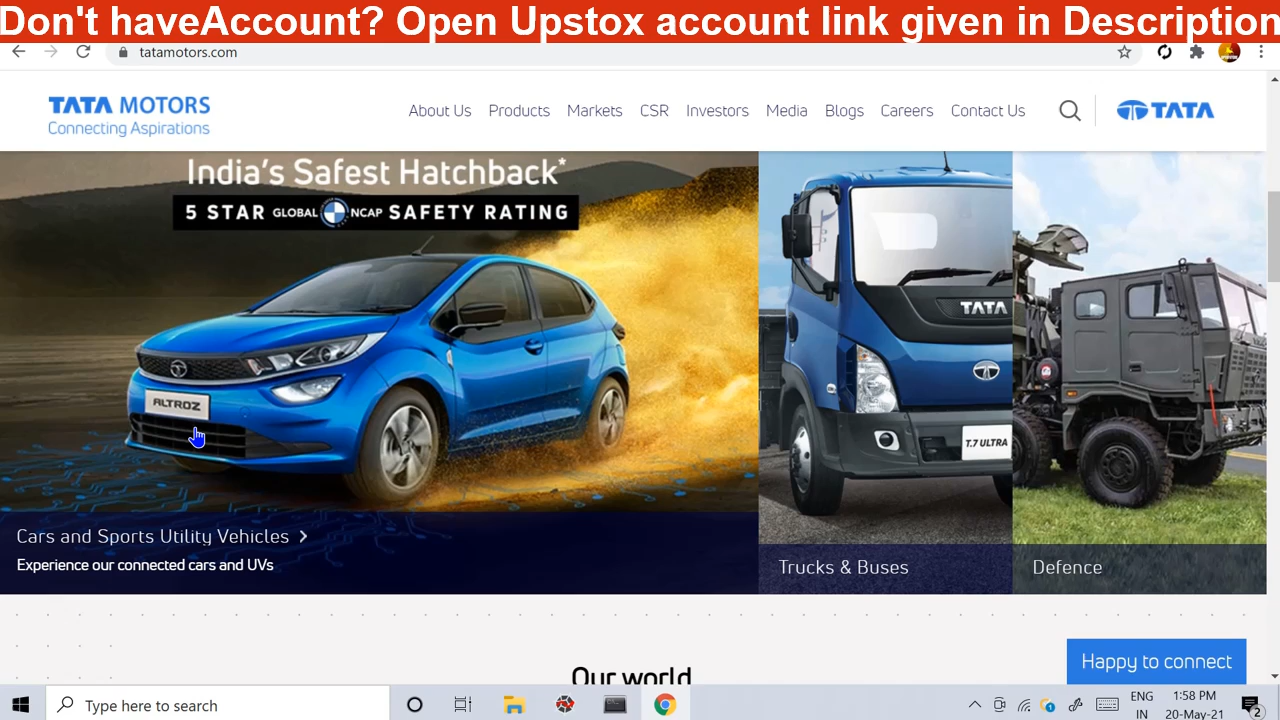 Don't haveAccount? Open Upstox account link given in Description
tatamotors.com
TATA MOTORS
Connecting Aspirations
About Us Products Markets CSR Investors Media Blogs Careers Contact Us
TATA
India's Safest Hatchback*
5 STAR GLOBAL NCAP SAFETY RATING
ALTROZ
TATA
T.7 ULTRA
Cars and Sports Utility Vehicles
Experience our connected cars and UVs
Trucks & Buses
Defence
Our world
Happy to connect
Type here to search
ENG
IN
1:58 PM
20-May-21
2